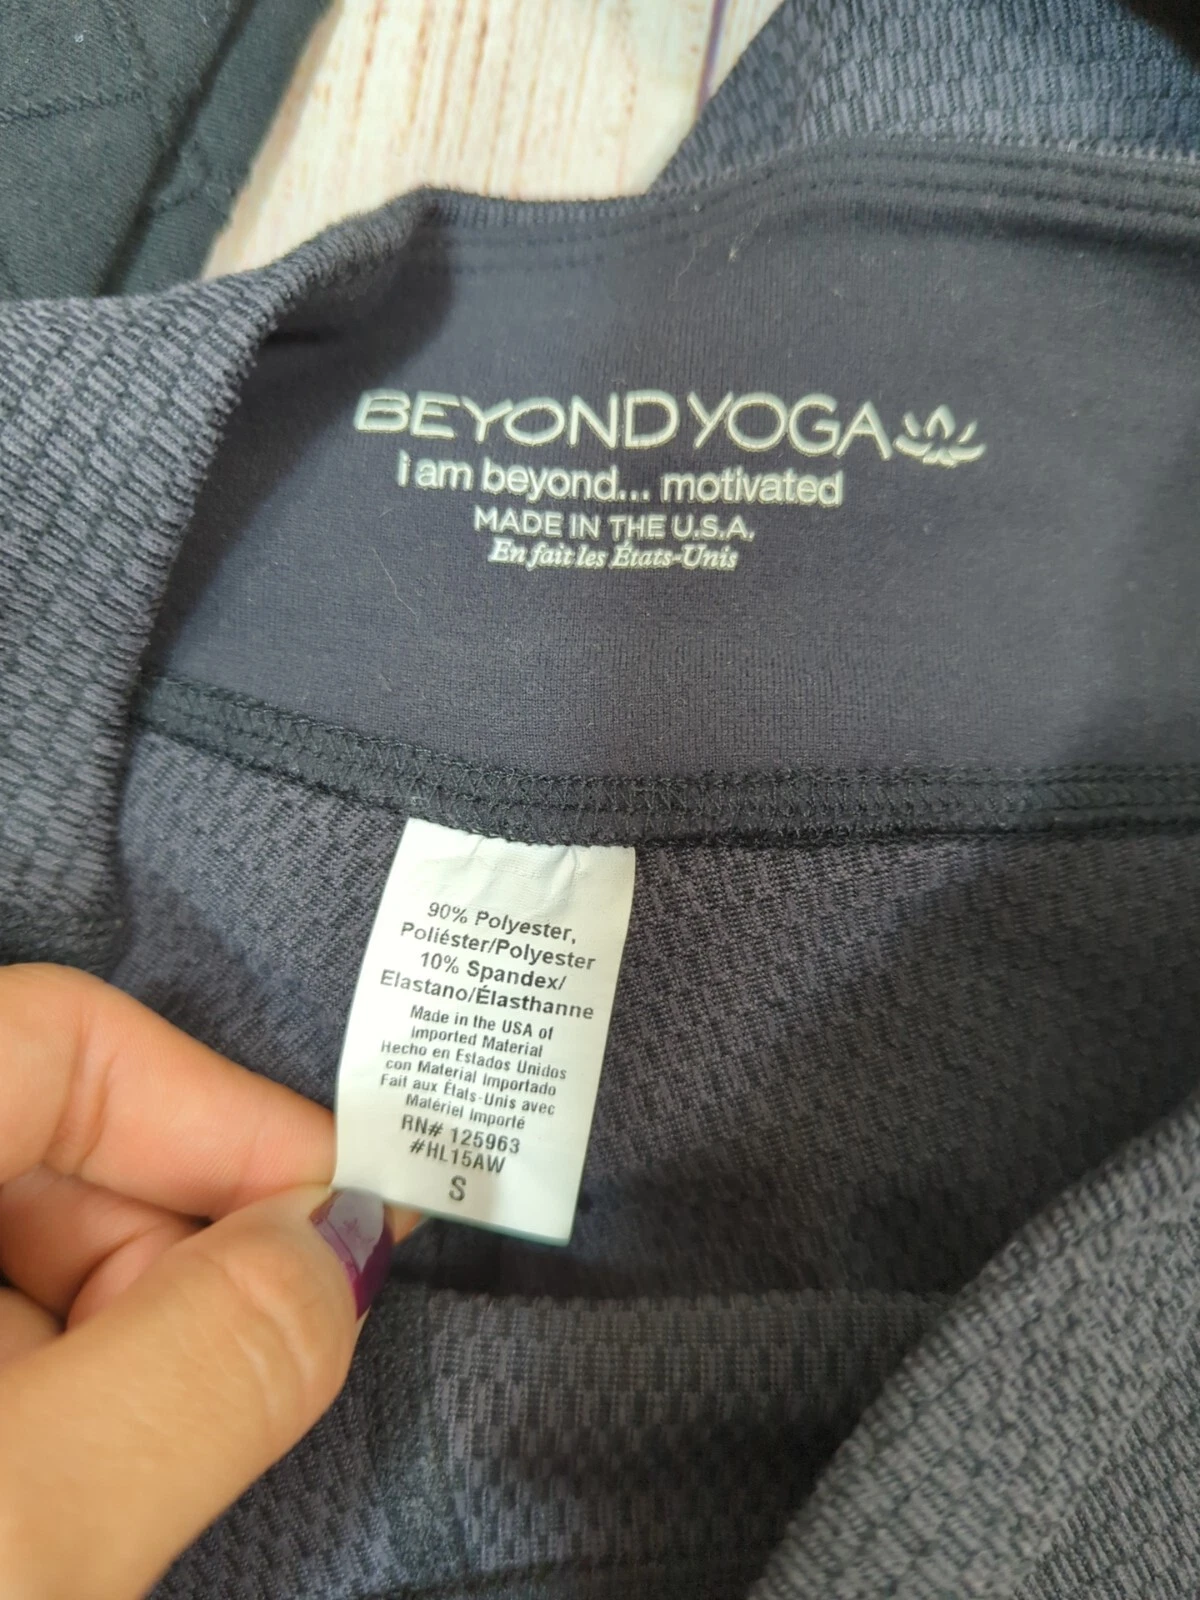 BEYOND YOGA
i am beyond... motivated
MADE IN THE U.S.A.
En fait les États-Unis
90% Polyester,
Poliéster/Polyester
10% Spandex/
Elastano/Élasthanne
Made in the USA of
Imported Material
Hecho en Estados Unidos
con Material Importado
Fait aux États-Unis avec
Matériel Importé
RN# 125963
#HL15AW
S